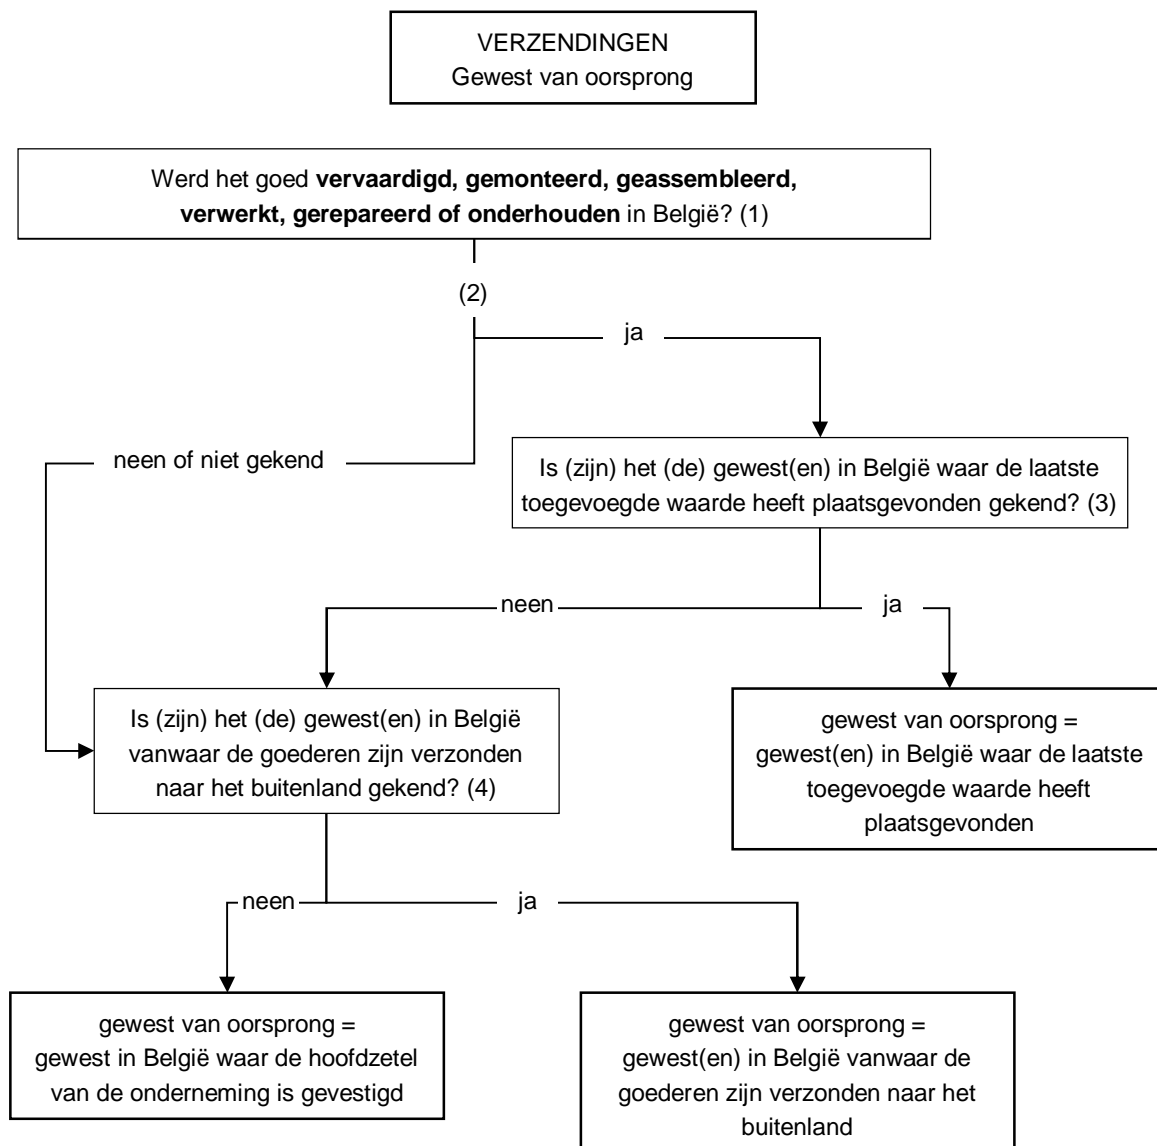 VERZENDINGEN
Gewest van oorsprong
Werd het goed vervaardigd, gemonteerd, geassembleerd,
verwerkt, gerepareerd of onderhouden in België? (1)
(2)
ja
neen of niet gekend
Is (zijn) het (de) gewest(en) in België waar de laatste
toegevoegde waarde heeft plaatsgevonden gekend? (3)
neen
ja
Is (zijn) het (de) gewest(en) in België
vanwaar de goederen zijn verzonden
naar het buitenland gekend? (4)
gewest van oorsprong =
gewest(en) in België waar de laatste
toegevoegde waarde heeft
plaatsgevonden
neen
ja
gewest van oorsprong =
gewest in België waar de hoofdzetel
van de onderneming is gevestigd
gewest van oorsprong =
gewest(en) in België vanwaar de
goederen zijn verzonden naar het
buitenland